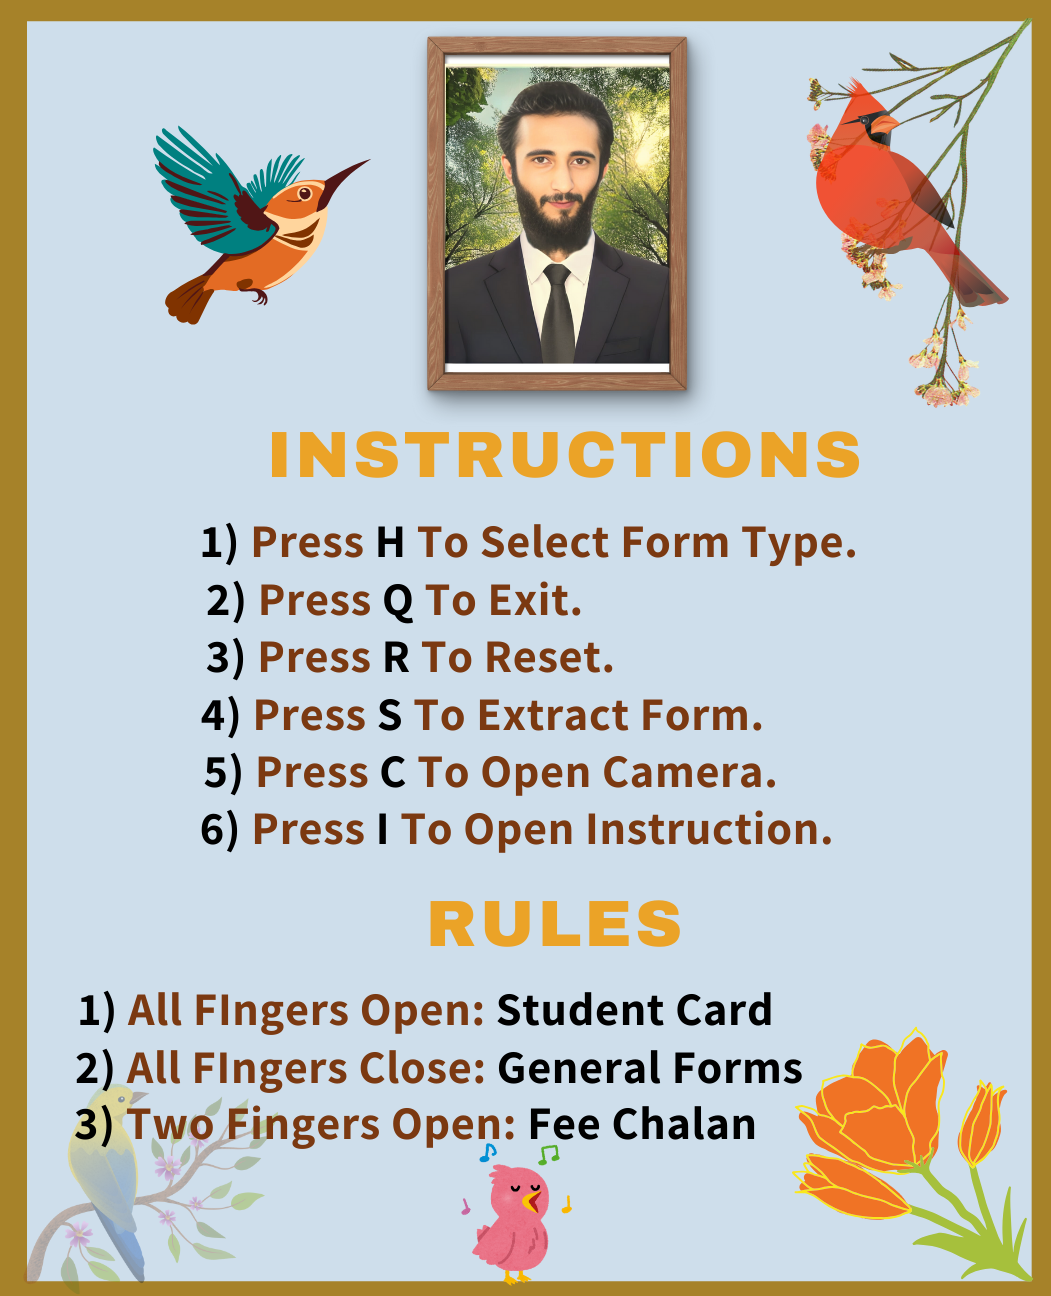 INSTRUCTIONS
1) Press H To Select Form Type.
2) Press Q To Exit.
3) Press R To Reset.
4) Press S To Extract Form.
5) Press C To Open Camera.
6) Press I To Open Instruction.
RULES
1) All FIngers Open: Student Card
2) All FIngers Close: General Forms
3) Two Fingers Open: Fee Chalan